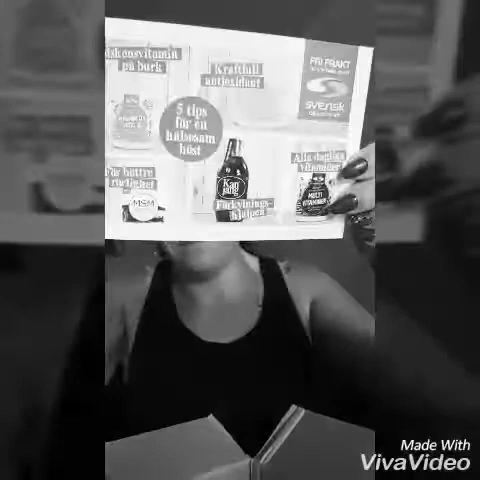 på burk
Kraftfull
antioxidant
FRI FRAKT
SVENSK
5 tips
för en
hälsosam
höst
För bättre
rörlighet
MSM
Kan
jang
Förkylnings-
hjälpen
Alla dagliga
vitaminer
MULTI
VITAMINER
Made With
VivaVideo